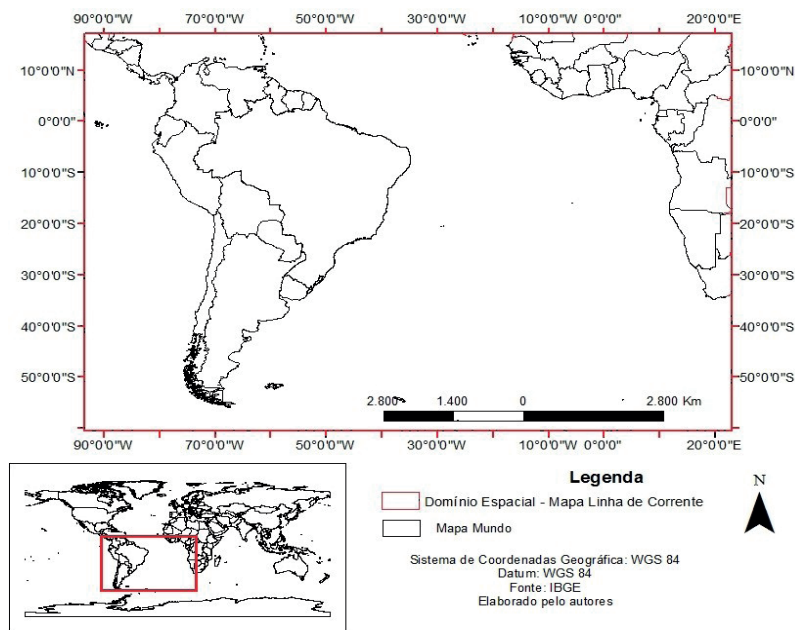 90°0'0"W 70°0'0"W 50°0'0"W 30°0'0"W 10°0'0"W 0°0'0" 20°0'0"E
10°0'0"N 10°0'0"N
0°0'0" 0°0'0"
10°0'0"S 10°0'0"S
20°0'0"S 20°0'0"S
30°0'0"S 30°0'0"S
40°0'0"S 40°0'0"S
50°0'0"S 50°0'0"S
2.800 1.400 0 2.800 Km
90°0'0"W 70°0'0"W 50°0'0"W 30°0'0"W 10°0'0"W 0°0'0" 20°0'0"E
Legenda
Domínio Espacial - Mapa Linha de Corrente
Mapa Mundo
N
Sistema de Coordenadas Geográfica: WGS 84
Datum: WGS 84
Fonte: IBGE
Elaborado pelo autores